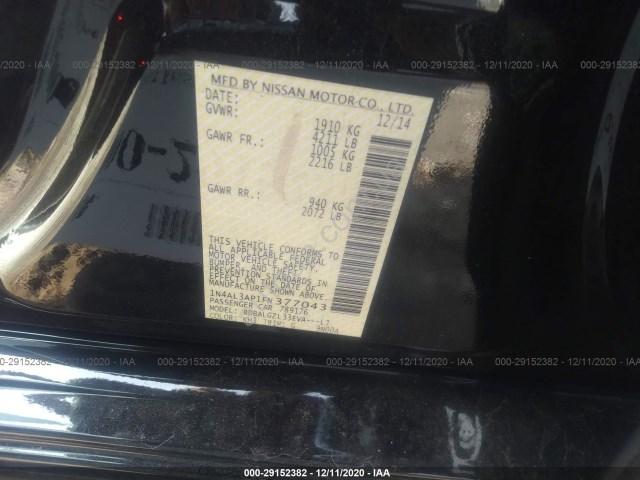 000-29152382 - 12/11/2020 - IAA
MFD BY NISSAN MOTOR CO., LTD.
DATE: 12/14
GVWR: 1910 KG
4211 LB
GAWR FR.: 1005 KG
2216 LB
GAWR RR.: 940 KG
2072 LB
THIS VEHICLE CONFORMS TO
ALL APPLICABLE FEDERAL
MOTOR VEHICLE SAFETY,
BUMPER, AND THEFT
PREVENTION STANDARDS
IN EFFECT ON THE DATE OF
MANUFACTURE SHOWN ABOVE.
1N4AL3AP1FN377043
PASSENGER CAR
MODEL:
COLOR: KH3 TRIM: G
000-29152382 - 12/11/2020 - IAA